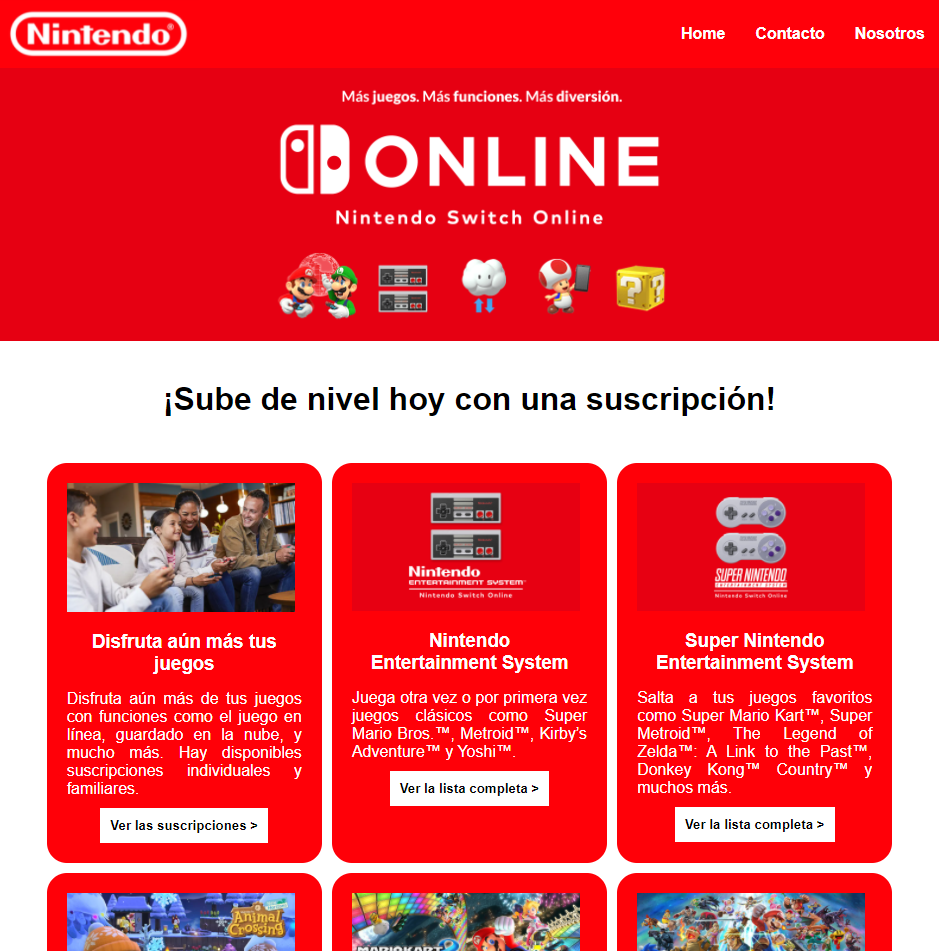 Nintendo®
Home Contacto Nosotros
Más juegos. Más funciones. Más diversión.
ONLINE
Nintendo Switch Online
? ?
¡Sube de nivel hoy con una suscripción!
Disfruta aún más tus
juegos
Disfruta aún más de tus juegos
con funciones como el juego en
línea, guardado en la nube, y
mucho más. Hay disponibles
suscripciones individuales y
familiares.
Ver las suscripciones >
Nintendo
ENTERTAINMENT SYSTEM™
Nintendo Switch Online
Nintendo
Entertainment System
Juega otra vez o por primera vez
juegos clásicos como Super
Mario Bros.™, Metroid™, Kirby's
Adventure™ y Yoshi™.
Ver la lista completa >
SUPER NINTENDO
ENTERTAINMENT SYSTEM
Nintendo Switch Online
Super Nintendo
Entertainment System
Salta a tus juegos favoritos
como Super Mario Kart™, Super
Metroid™, The Legend of
Zelda™: A Link to the Past™,
Donkey Kong™ Country™ y
muchos más.
Ver la lista completa >
Animal
Crossing
MARIOKART 8